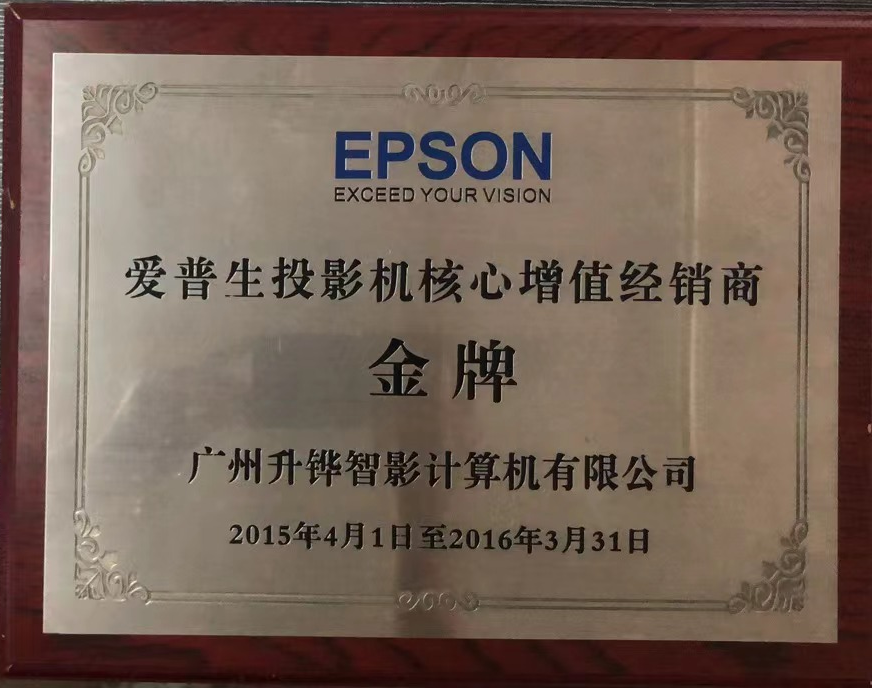 EPSON
EXCEED YOUR VISION
爱普生投影机核心增值经销商
金牌
广州升铧智影计算机有限公司
2015年4月1日至2016年3月31日